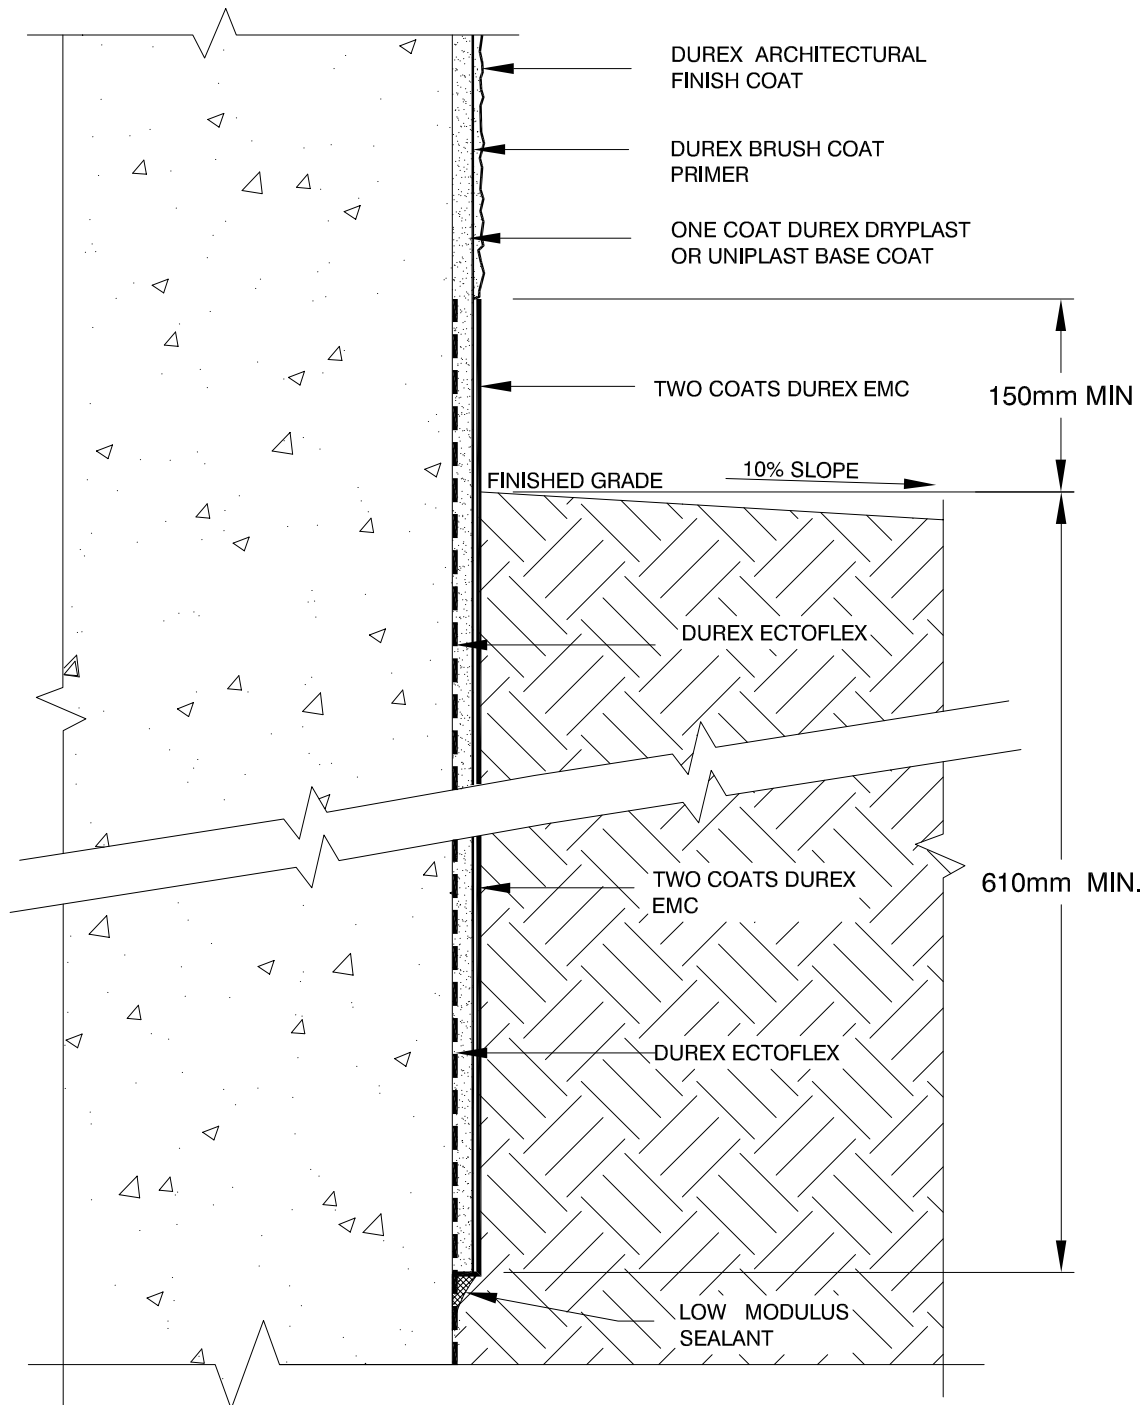 DUREX ARCHITECTURAL
FINISH COAT
DUREX BRUSH COAT
PRIMER
ONE COAT DUREX DRYPLAST
OR UNIPLAST BASE COAT
TWO COATS DUREX EMC
150mm MIN
FINISHED GRADE
10% SLOPE
DUREX ECTOFLEX
TWO COATS DUREX
EMC
610mm MIN.
DUREX ECTOFLEX
LOW MODULUS
SEALANT